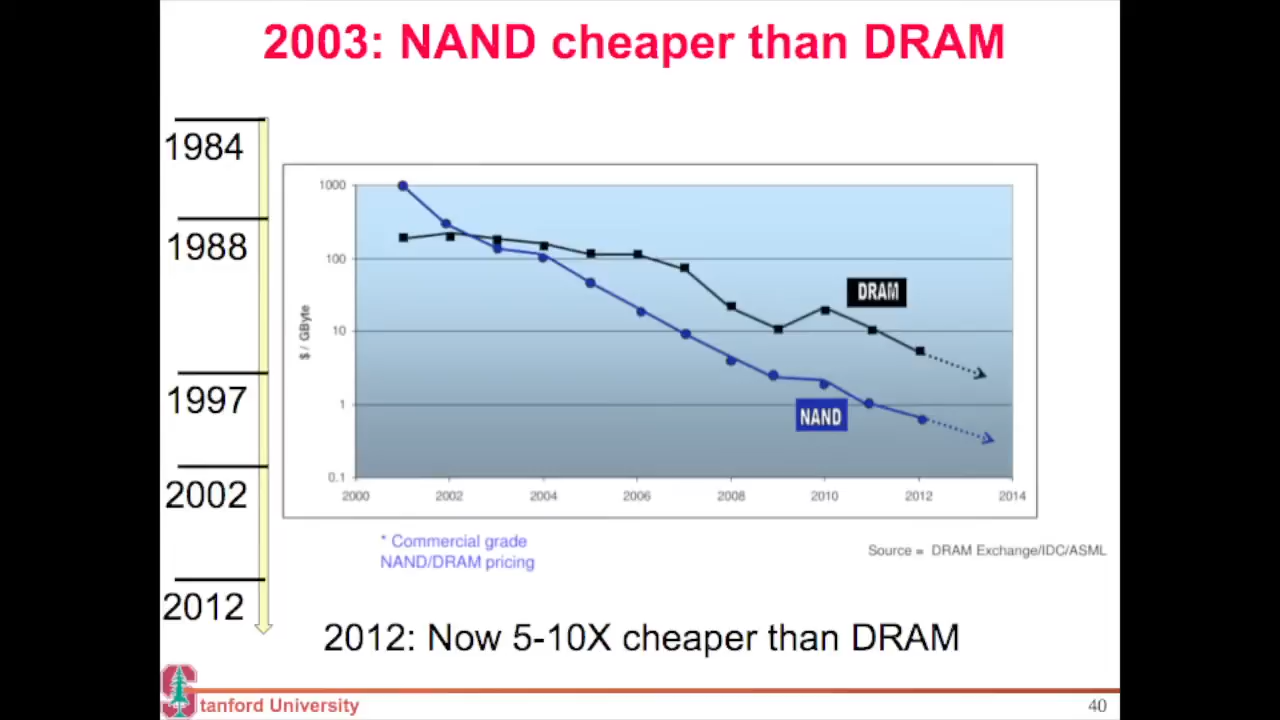 2003: NAND cheaper than DRAM
1984
1988
1997
2002
2012
1000
100
10
1
0.1
$ / GByte
2000 2002 2004 2006 2008 2010 2012 2014
DRAM
NAND
* Commercial grade
NAND/DRAM pricing
Source = DRAM Exchange/IDC/ASML
2012: Now 5-10X cheaper than DRAM
Stanford University
40